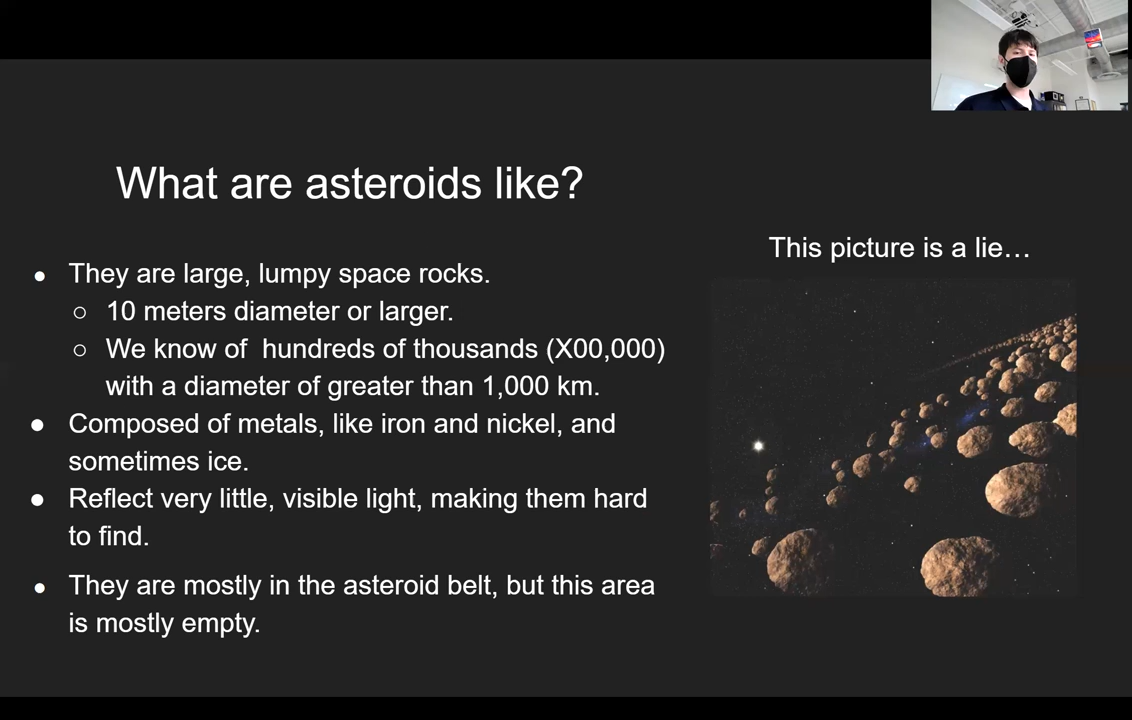 What are asteroids like?
This picture is a lie…
● They are large, lumpy space rocks.
○ 10 meters diameter or larger.
○ We know of  hundreds of thousands (X00,000)
with a diameter of greater than 1,000 km.
● Composed of metals, like iron and nickel, and
sometimes ice.
● Reflect very little, visible light, making them hard
to find.
● They are mostly in the asteroid belt, but this area
is mostly empty.